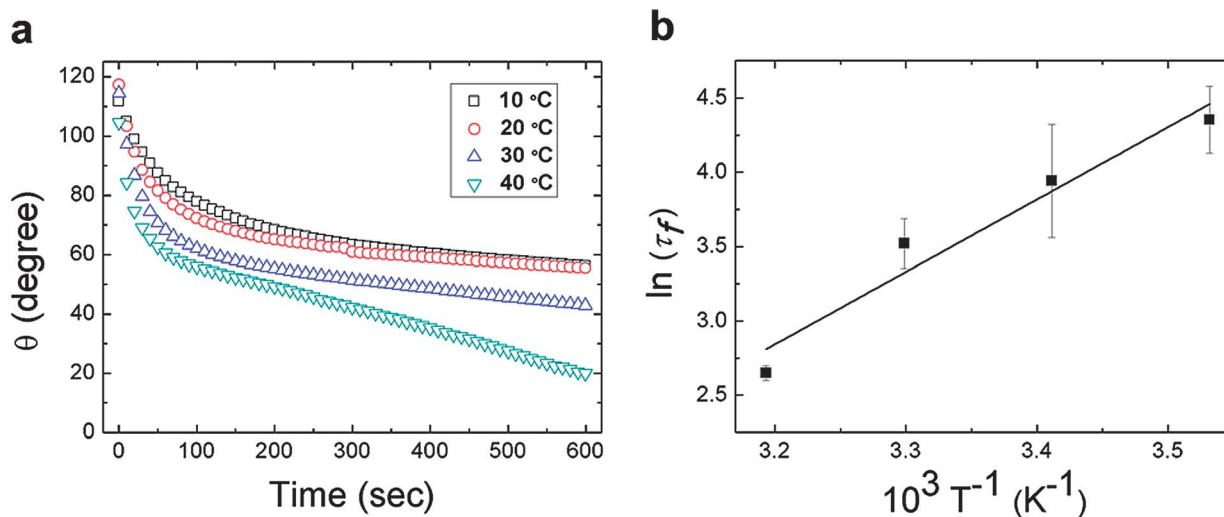 a
120
100
80
60
40
20
0
θ (degree)
0 100 200 300 400 500 600
Time (sec)
10 °C
20 °C
30 °C
40 °C
b
4.5
4.0
3.5
3.0
2.5
ln (τf)
3.2 3.3 3.4 3.5
10³ T⁻¹ (K⁻¹)